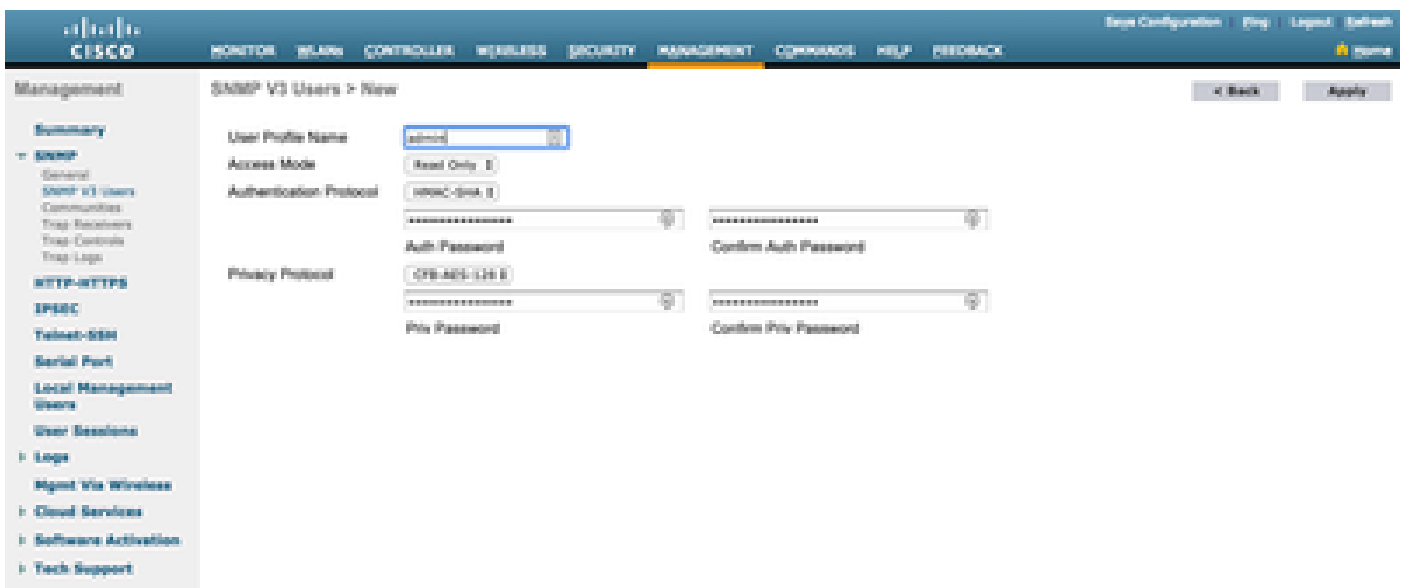 Save Configuration | Ping | Logout | Refresh
CISCO
MONITOR WLANs CONTROLLER WIRELESS SECURITY MANAGEMENT COMMANDS HELP FEEDBACK
Home
Management
SNMP V3 Users > New
< Back
Apply
Summary
SNMP
General
SNMP V3 Users
Communities
Trap Receivers
Trap Controls
Trap Logs
HTTP-HTTPS
IPSEC
Telnet-SSH
Serial Port
Local Management
Users
User Sessions
Logs
Mgmt Via Wireless
Cloud Services
Software Activation
Tech Support
User Profile Name admin
Access Mode Read Only
Authentication Protocol HMAC-SHA
Auth Password Confirm Auth Password
Privacy Protocol CFB-AES-128
Priv Password Confirm Priv Password